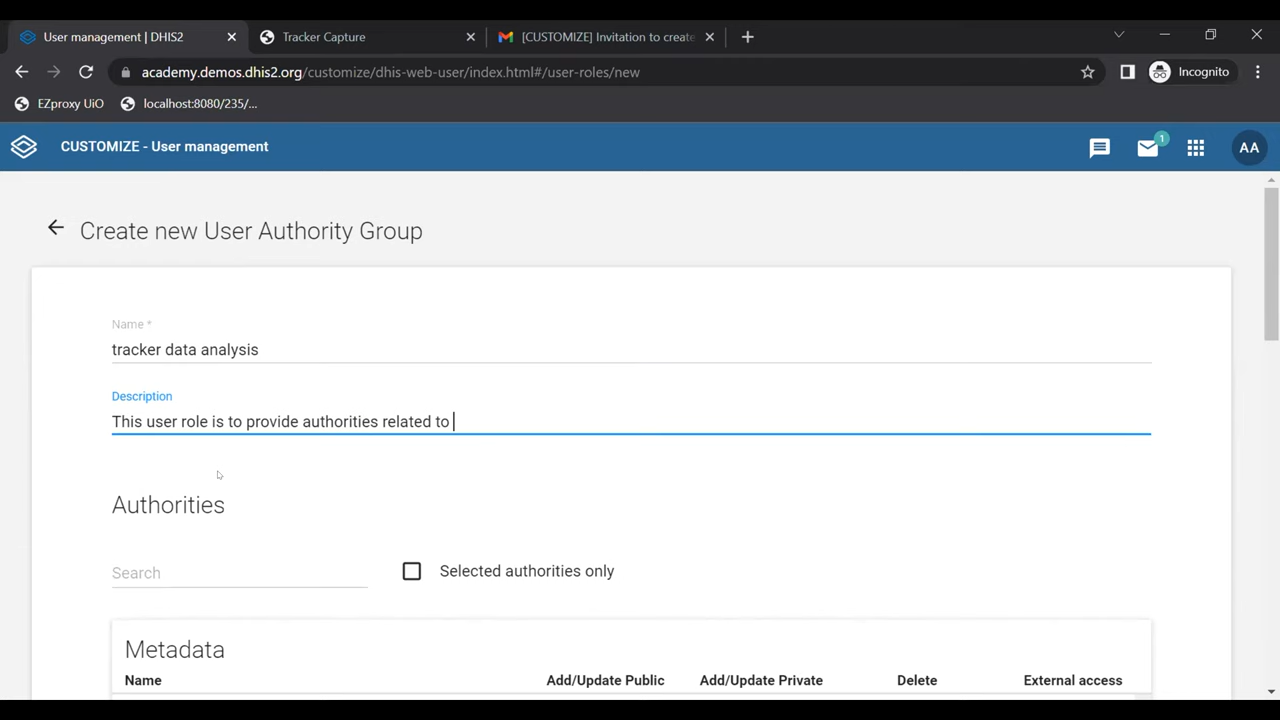 User management | DHIS2
Tracker Capture
[CUSTOMIZE] Invitation to create
academy.demos.dhis2.org/customize/dhis-web-user/index.html#/user-roles/new
Incognito
EZproxy UiO
localhost:8080/235/...
CUSTOMIZE - User management
1
AA
Create new User Authority Group
Name *
tracker data analysis
Description
This user role is to provide authorities related to
Authorities
Search
Selected authorities only
Metadata
Name Add/Update Public Add/Update Private Delete External access